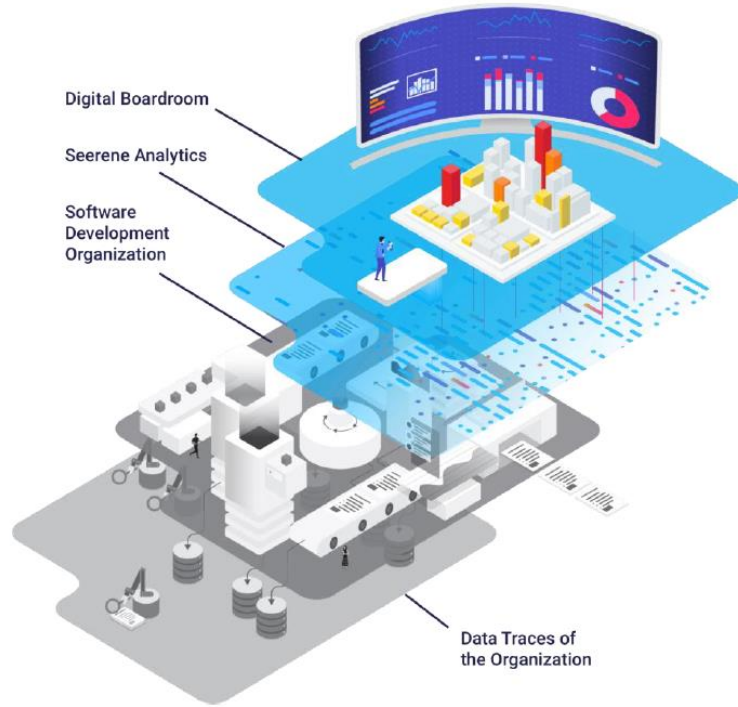 Digital Boardroom
Seerene Analytics
Software
Development
Organization
Data Traces of
the Organization